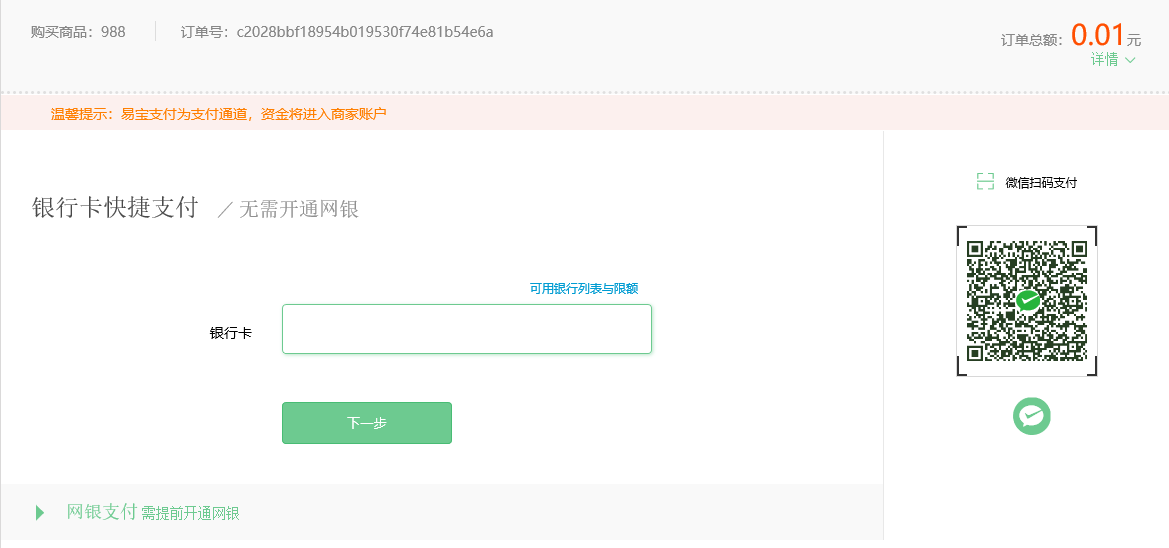 购买商品：988 订单号：c2028bbf18954b019530f74e81b54e6a 订单总额：0.01元
详情
温馨提示：易宝支付为支付通道，资金将进入商家账户
微信扫码支付
银行卡快捷支付 ／ 无需开通网银
可用银行列表与限额
银行卡
下一步
网银支付 需提前开通网银